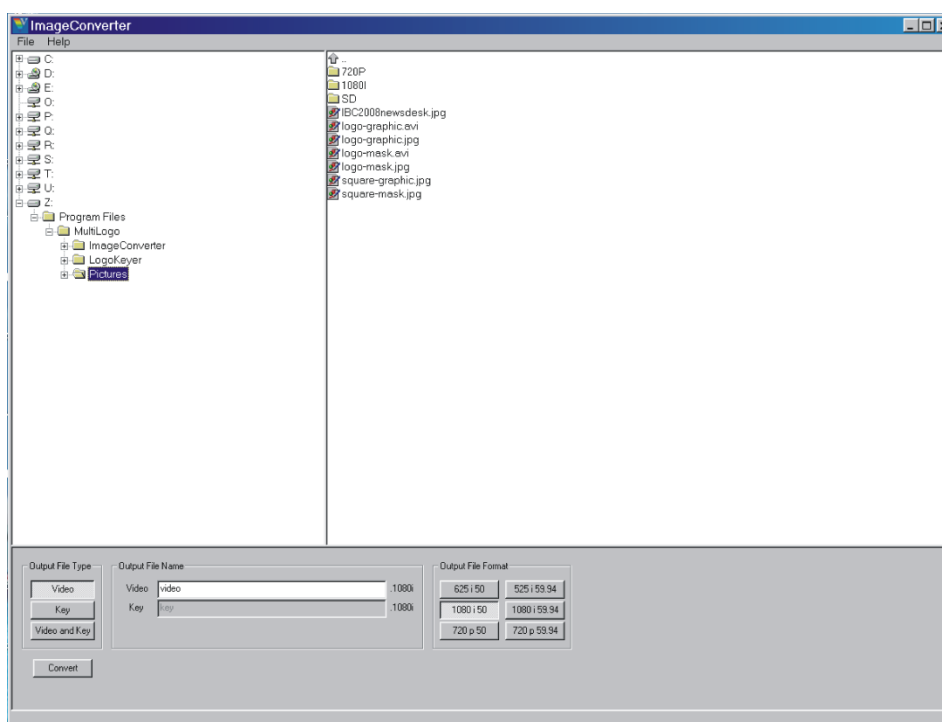 ImageConverter
File Help
C:
D:
E:
O:
P:
Q:
R:
S:
T:
U:
Z:
Program Files
MultiLogo
ImageConverter
LogoKeyer
Pictures
..
720P
1080I
SD
IBC2008newsdesk.jpg
logo-graphic.avi
logo-graphic.jpg
logo-mask.avi
logo-mask.jpg
square-graphic.jpg
square-mask.jpg
Output File Type
Video
Key
Video and Key
Convert
Output File Name
Video video .1080i
Key key .1080i
Output File Format
625 i 50 525 i 59.94
1080 i 50 1080 i 59.94
720 p 50 720 p 59.94